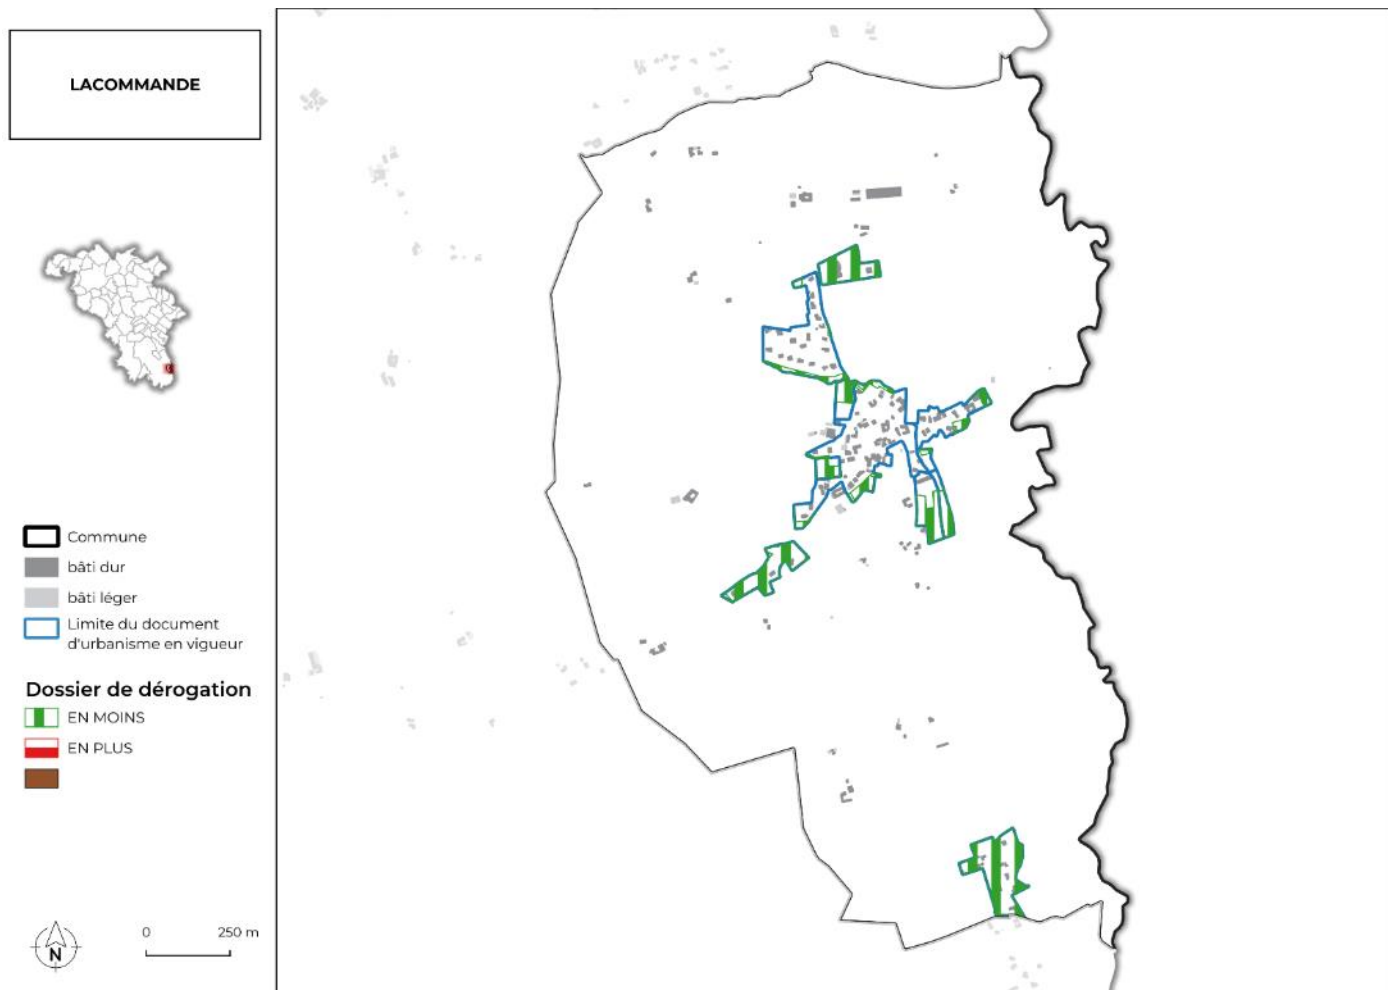 LACOMMANDE
Commune
bâti dur
bâti léger
Limite du document
d'urbanisme en vigueur
Dossier de dérogation
EN MOINS
EN PLUS
N
0 250 m